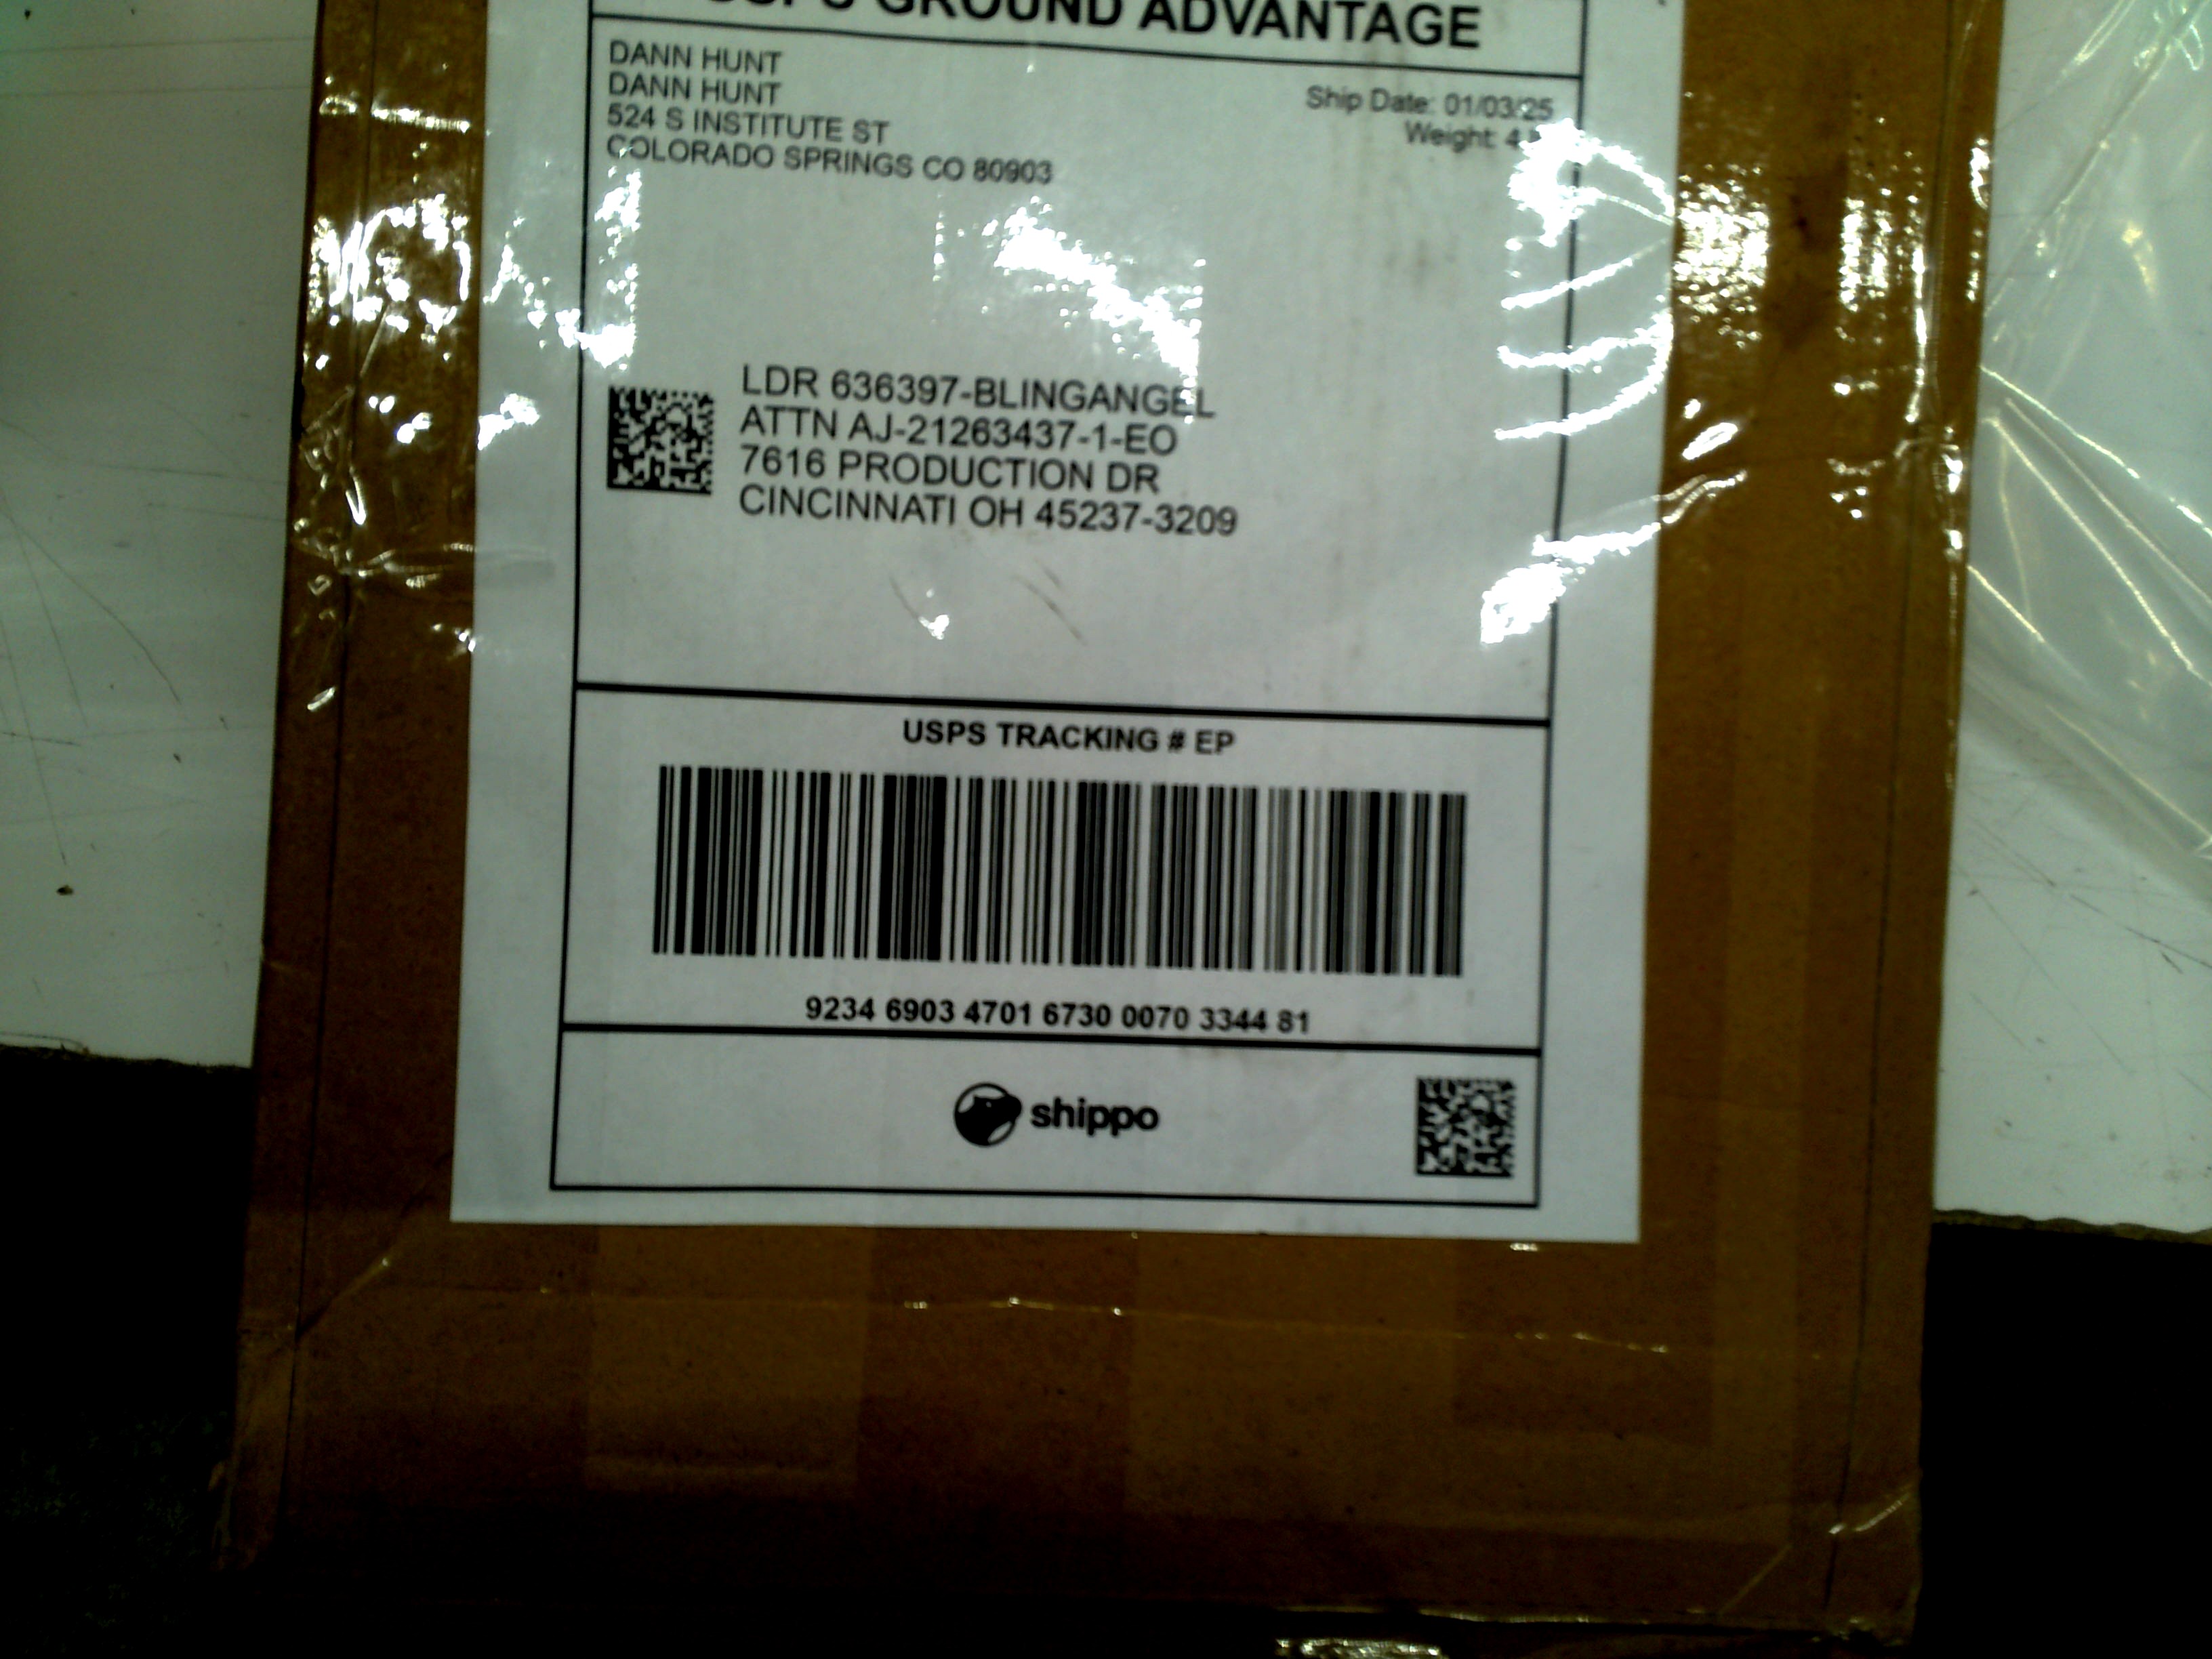 USPS GROUND ADVANTAGE
DANN HUNT
DANN HUNT
524 S INSTITUTE ST
COLORADO SPRINGS CO 80903
Ship Date: 01/03/25
Weight: 4
LDR 636397-BLINGANGEL
ATTN AJ-21263437-1-EO
7616 PRODUCTION DR
CINCINNATI OH 45237-3209
USPS TRACKING # EP
9234 6903 4701 6730 0070 3344 81
shippo